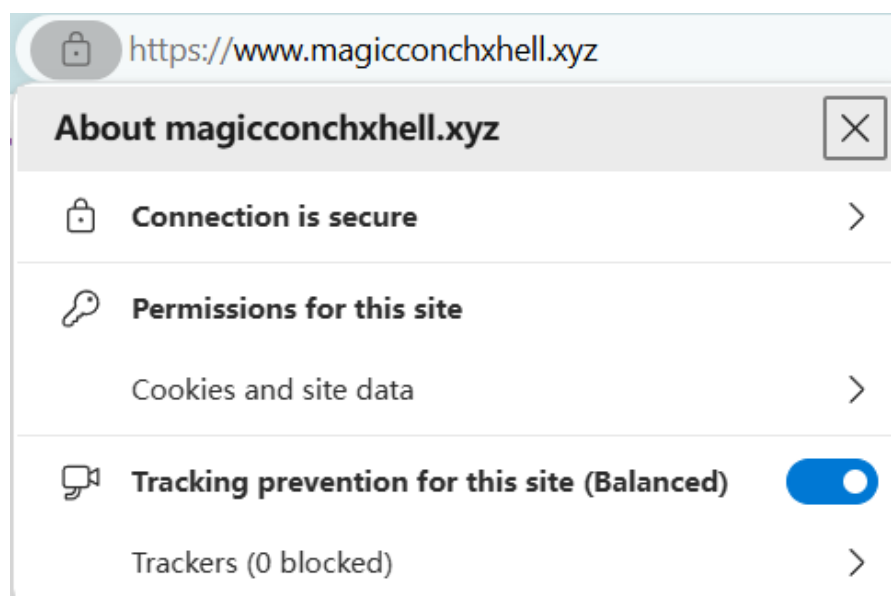 https://www.magicconchxhell.xyz
About magicconchxhell.xyz
Connection is secure
Permissions for this site
Cookies and site data
Tracking prevention for this site (Balanced)
Trackers (0 blocked)